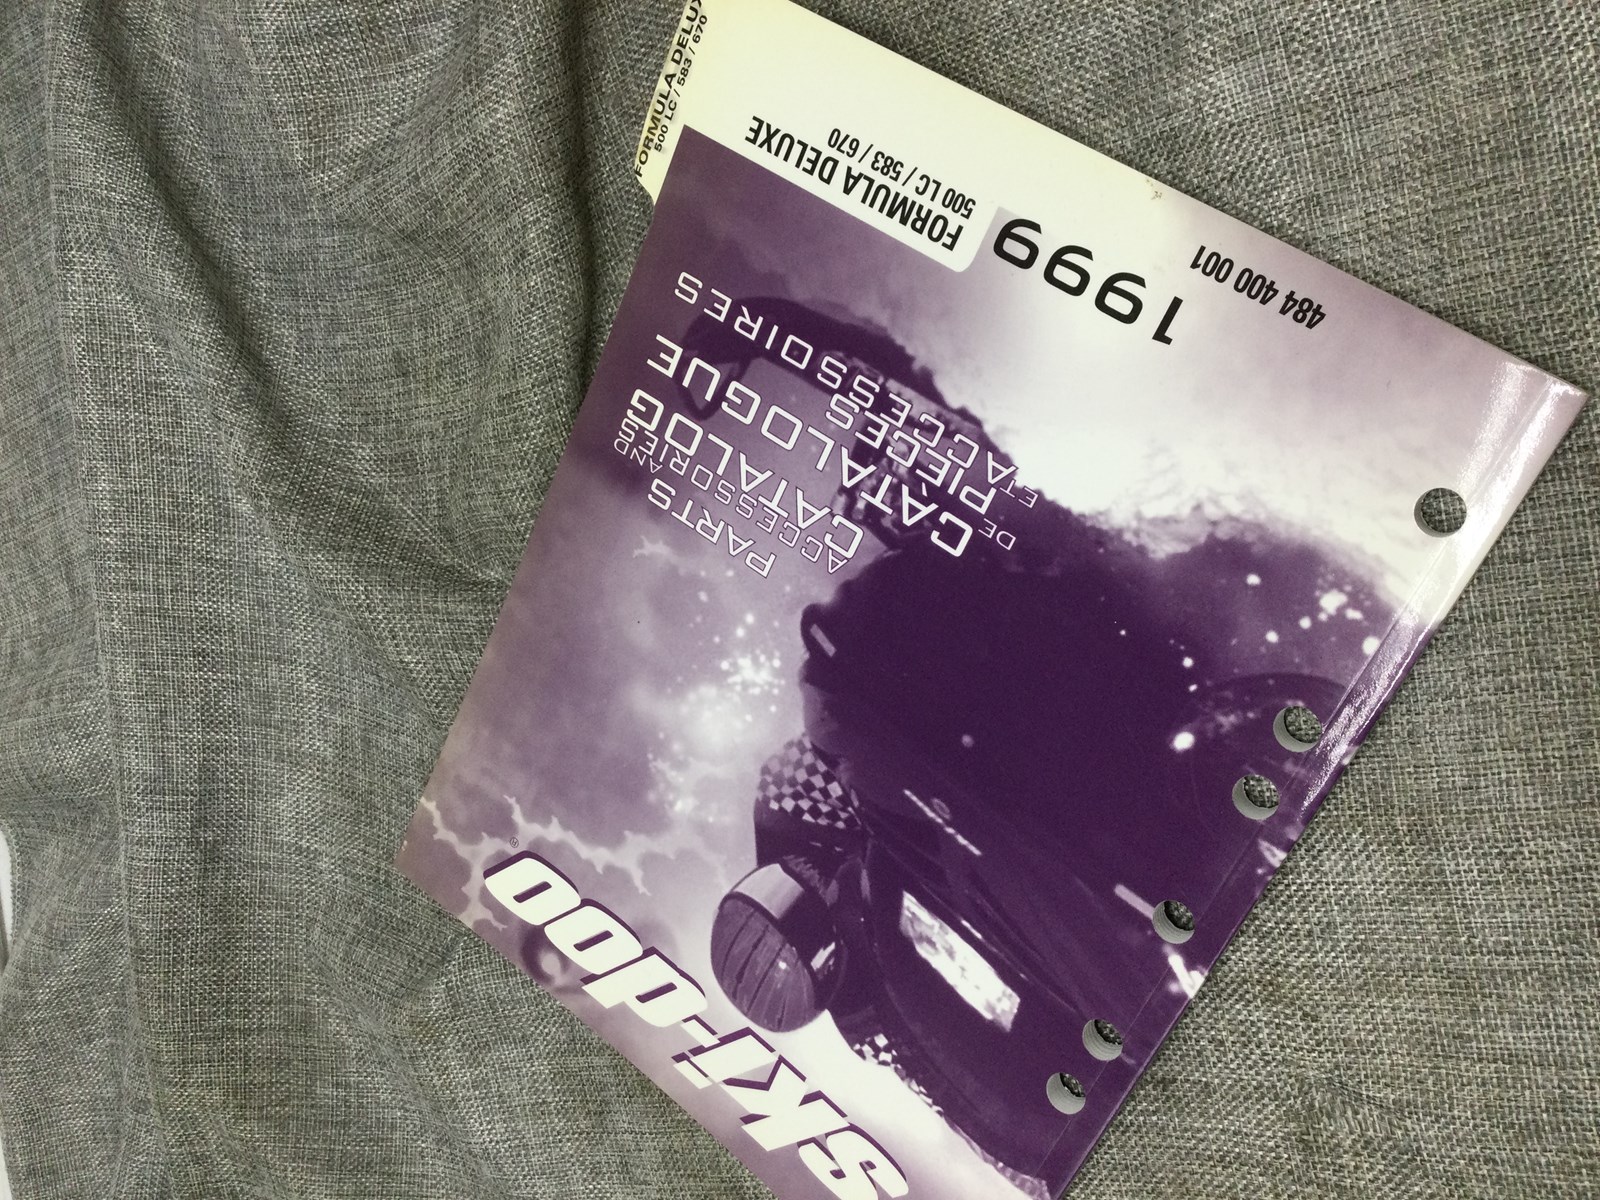 ski-doo®
PARTS
AND
ACCESSORIES
CATALOG
CATALOGUE
DE
PIÈCES
ET
ACCESSOIRES
1999
484 400 001
FORMULA DELUXE
500 LC / 583 / 670
FORMULA DELUX
500 LC / 583 / 670